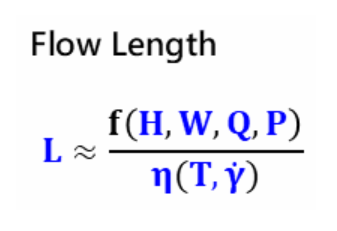 Flow Length
L ≈ f(H, W, Q, P) / η(T, γ̇)